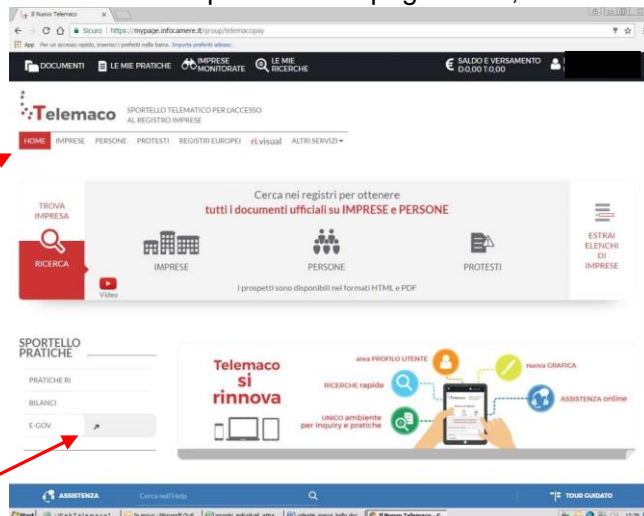 Il Nuovo Telemaco
Sicuro | https://mypage.infocamere.it/group/telemacopay
App Per un accesso rapido, inserisci i preferiti nella barra. Importa preferiti adesso.
DOCUMENTI LE MIE PRATICHE IMPRESE MONITORATE LE MIE RICERCHE € SALDO E VERSAMENTO D:0,00 T:0,00
Telemaco SPORTELLO TELEMATICO PER L'ACCESSO
AL REGISTRO IMPRESE
HOME IMPRESE PERSONE PROTESTI REGISTRI EUROPEI ri.visual ALTRI SERVIZI
TROVA
IMPRESA
RICERCA
Cerca nei registri per ottenere
tutti i documenti ufficiali su IMPRESE e PERSONE
IMPRESE PERSONE PROTESTI
Video
I prospetti sono disponibili nei formati HTML e PDF
ESTRAI
ELENCHI
DI
IMPRESE
SPORTELLO
PRATICHE
PRATICHE RI
BILANCI
E-GOV
Telemaco
si
rinnova
area PROFILO UTENTE
RICERCHE rapide
UNICO ambiente
per inquiry e pratiche
nuova GRAFICA
ASSISTENZA online
ASSISTENZA Cerca nell'Help TOUR GUIDATO
Start